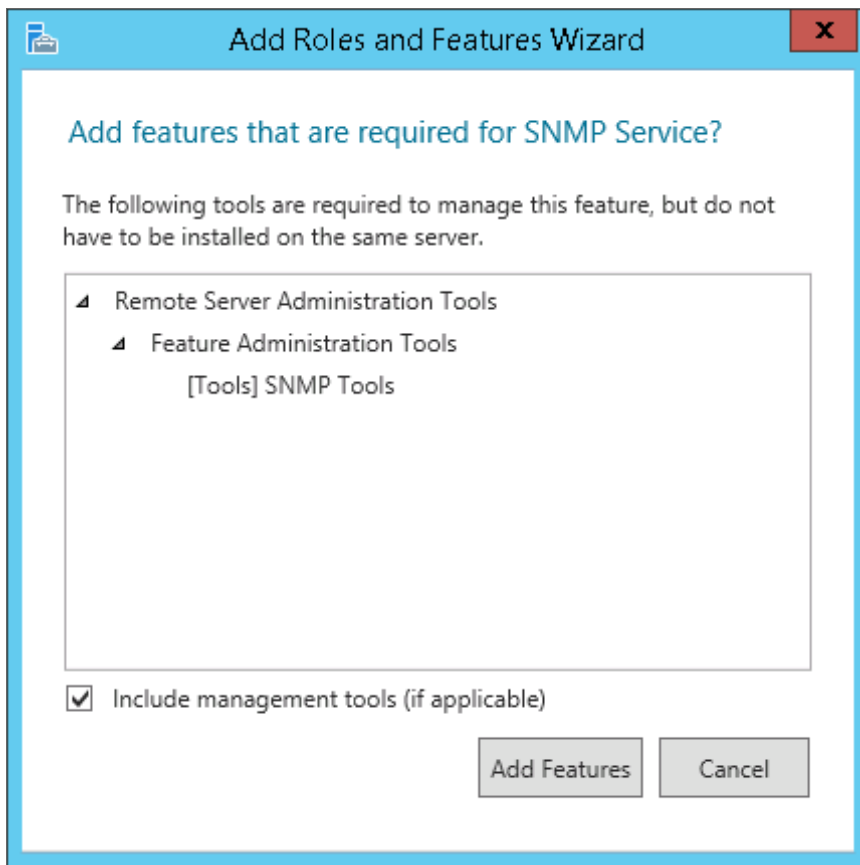 Add Roles and Features Wizard
x
Add features that are required for SNMP Service?
The following tools are required to manage this feature, but do not
have to be installed on the same server.
Remote Server Administration Tools
Feature Administration Tools
[Tools] SNMP Tools
Include management tools (if applicable)
Add Features
Cancel